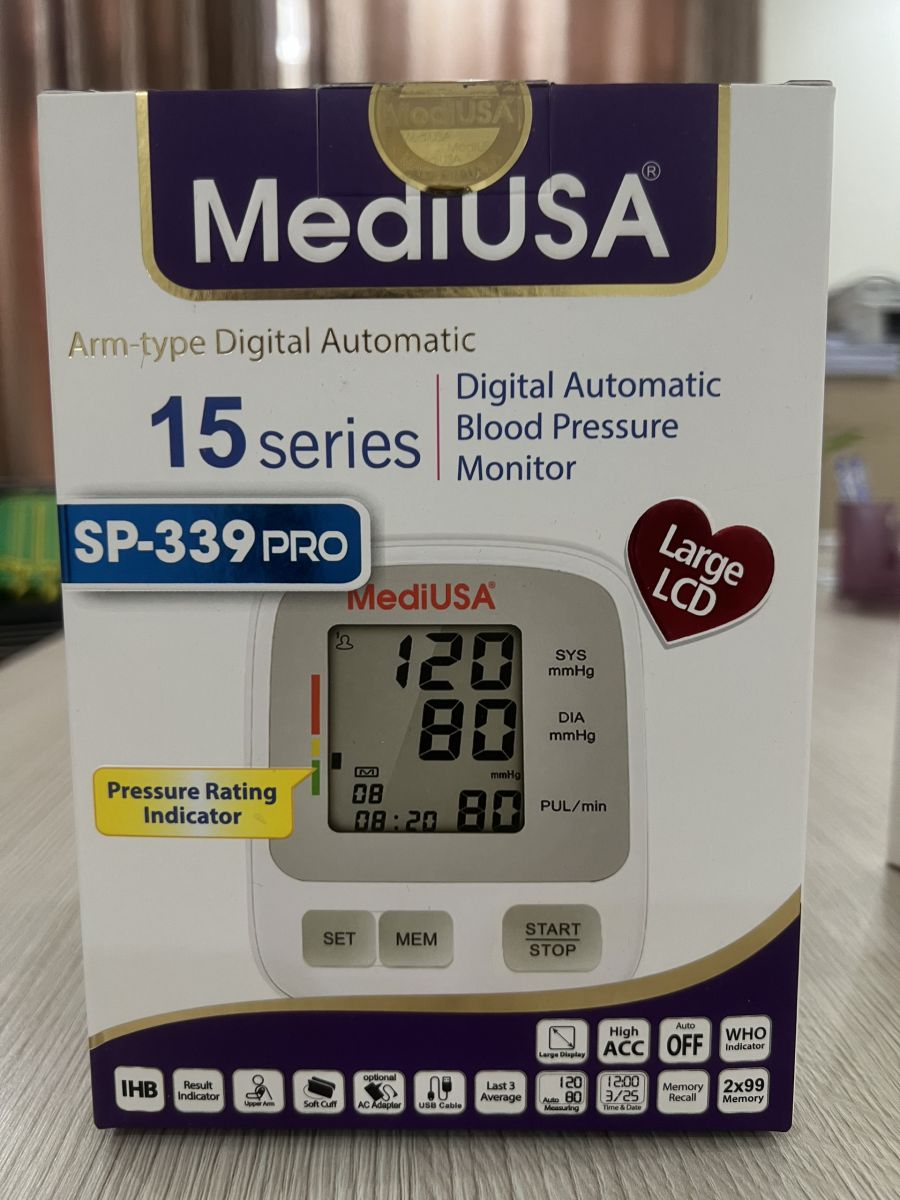 MediUSA
MediUSA®
Arm-type Digital Automatic
15 series
Digital Automatic
Blood Pressure
Monitor
SP-339 PRO
Large
LCD
MediUSA®
120
SYS
mmHg
80
DIA
mmHg
mmHg
08
08:20
80
PUL/min
Pressure Rating
Indicator
SET
MEM
START
STOP
Large Display
High
ACC
Auto
OFF
WHO
Indicator
IHB
Result
Indicator
Upper Arm
Soft Cuff
optional
AC Adapter
USB Cable
Last 3
Average
120
Auto 80
Measuring
12:00
3/25
Time & Date
Memory
Recall
2x99
Memory